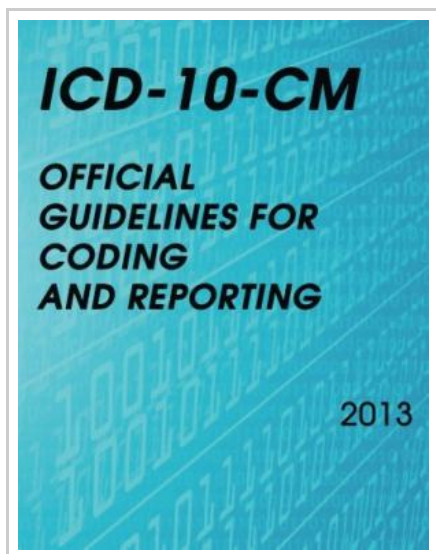 ICD-10-CM
OFFICIAL
GUIDELINES FOR
CODING
AND REPORTING
2013